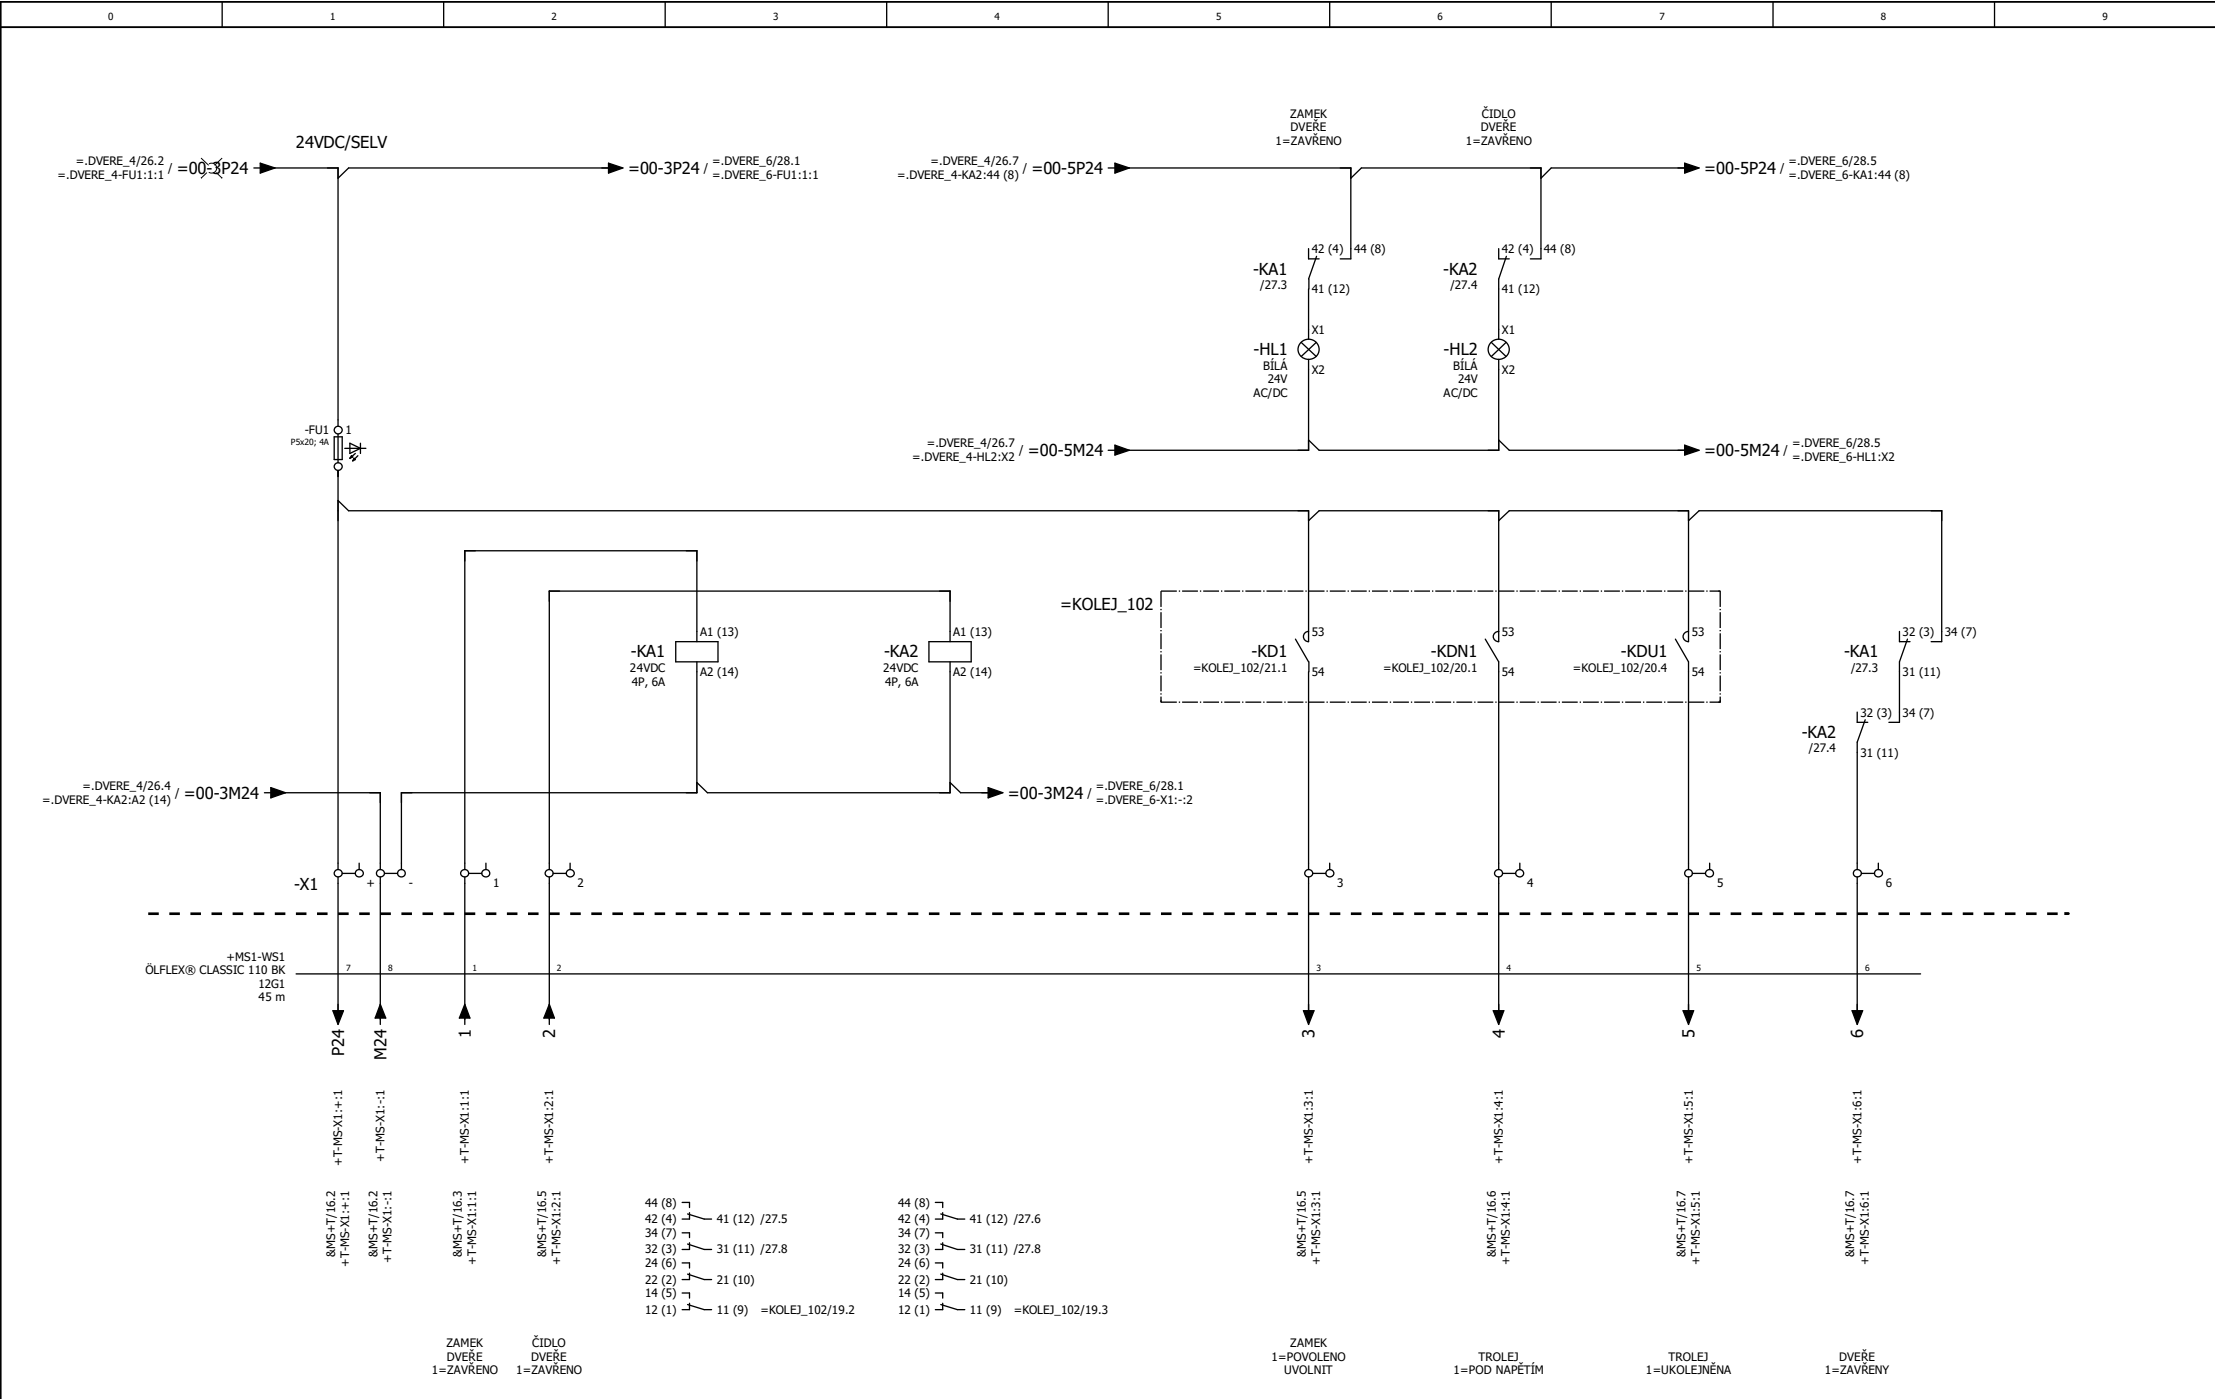 0 1 2 3 4 5 6 7 8 9
24VDC/SELV
=.DVERE_4/26.2
=.DVERE_4-FU1:1:1 / =00-3P24
=00-3P24 / =.DVERE_6/28.1
=.DVERE_6-FU1:1:1
=.DVERE_4/26.7
=.DVERE_4-KA2:44 (8) / =00-5P24
ZAMEK
DVEŘE
1=ZAVŘENO
ČIDLO
DVEŘE
1=ZAVŘENO
=00-5P24 / =.DVERE_6/28.5
=.DVERE_6-KA1:44 (8)
42 (4) 44 (8)
-KA1
/27.3
41 (12)
42 (4) 44 (8)
-KA2
/27.4
41 (12)
X1
-HL1
BÍLÁ
24V
AC/DC
X2
X1
-HL2
BÍLÁ
24V
AC/DC
X2
-FU1 1
P5x20; 4A
=.DVERE_4/26.7
=.DVERE_4-HL2:X2 / =00-5M24
=00-5M24 / =.DVERE_6/28.5
=.DVERE_6-HL1:X2
A1 (13)
-KA1
24VDC
4P, 6A
A2 (14)
A1 (13)
-KA2
24VDC
4P, 6A
A2 (14)
=KOLEJ_102
53
-KD1
=KOLEJ_102/21.1
54
53
-KDN1
=KOLEJ_102/20.1
54
53
-KDU1
=KOLEJ_102/20.4
54
32 (3) 34 (7)
-KA1
/27.3
31 (11)
32 (3) 34 (7)
-KA2
/27.4
31 (11)
=.DVERE_4/26.4
=.DVERE_4-KA2:A2 (14) / =00-3M24
=00-3M24 / =.DVERE_6/28.1
=.DVERE_6-X1:-:2
-X1 + - 1 2 3 4 5 6
+MS1-WS1
ÖLFLEX® CLASSIC 110 BK
12G1
45 m
7 8 1 2 3 4 5 6
P24 M24 1 2 3 4 5 6
+T-MS-X1:+:1
+T-MS-X1:-:1
+T-MS-X1:1:1
+T-MS-X1:2:1
+T-MS-X1:3:1
+T-MS-X1:4:1
+T-MS-X1:5:1
+T-MS-X1:6:1
&MS+T/16.2
+T-MS-X1:+:1
&MS+T/16.2
+T-MS-X1:-:1
&MS+T/16.3
+T-MS-X1:1:1
&MS+T/16.5
+T-MS-X1:2:1
44 (8)
42 (4) 41 (12) /27.5
34 (7)
32 (3) 31 (11) /27.8
24 (6)
22 (2) 21 (10)
14 (5)
12 (1) 11 (9) =KOLEJ_102/19.2
44 (8)
42 (4) 41 (12) /27.6
34 (7)
32 (3) 31 (11) /27.8
24 (6)
22 (2) 21 (10)
14 (5)
12 (1) 11 (9) =KOLEJ_102/19.3
&MS+T/16.5
+T-MS-X1:3:1
&MS+T/16.6
+T-MS-X1:4:1
&MS+T/16.7
+T-MS-X1:5:1
&MS+T/16.7
+T-MS-X1:6:1
ZAMEK
DVEŘE
1=ZAVŘENO
ČIDLO
DVEŘE
1=ZAVŘENO
ZAMEK
1=POVOLENO
UVOLNIT
TROLEJ
1=POD NAPĚTÍM
TROLEJ
1=UKOLEJNĚNA
DVEŘE
1=ZAVŘENY